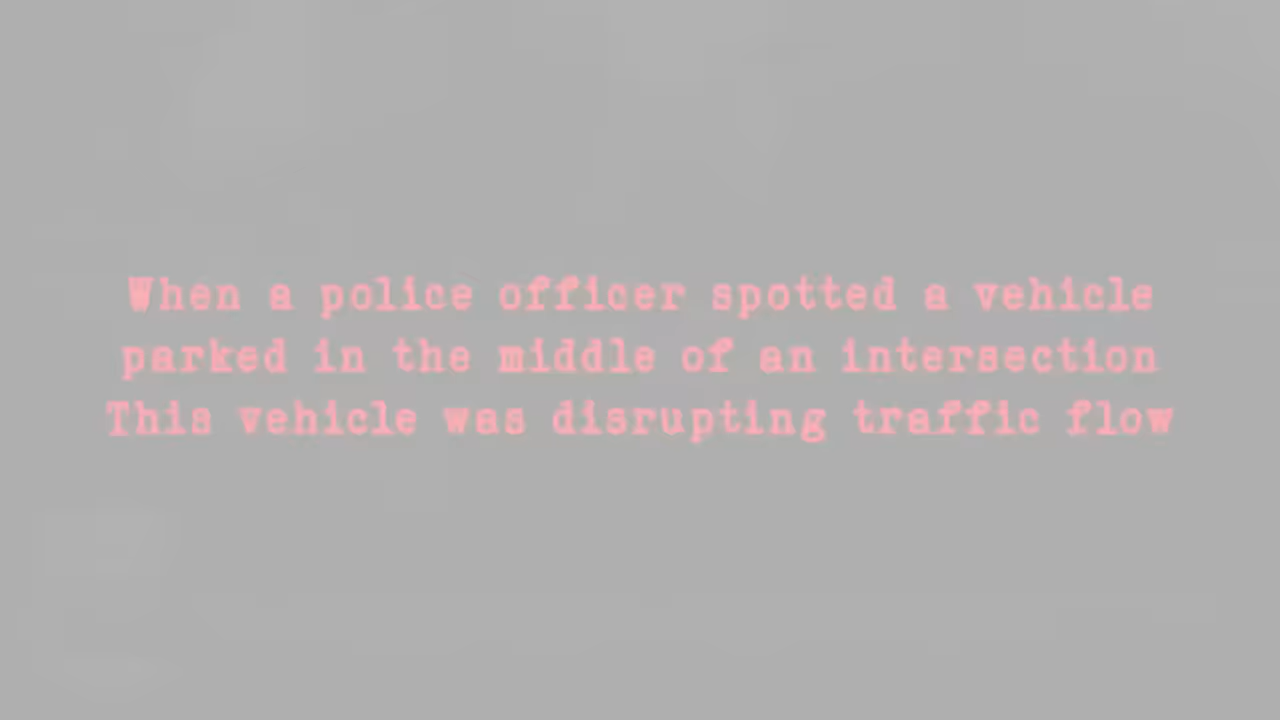 When a police officer spotted a vehicle
parked in the middle of an intersection
This vehicle was disrupting traffic flow